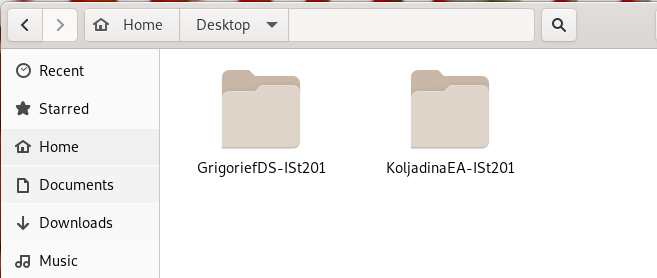 Home
Desktop
Recent
Starred
Home
Documents
Downloads
Music
GrigoriefDS-ISt201
KoljadinaEA-ISt201